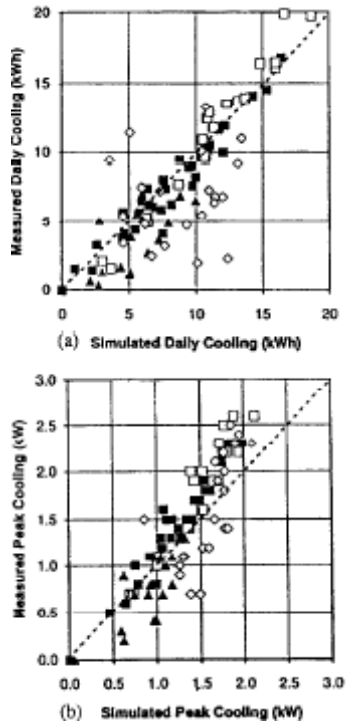 Measured Daily Cooling (kWh)
20
15
10
5
0
0 5 10 15 20
(a) Simulated Daily Cooling (kWh)
Measured Peak Cooling (kW)
3.0
2.5
2.0
1.5
1.0
0.5
0.0
0.0 0.5 1.0 1.5 2.0 2.5 3.0
(b) Simulated Peak Cooling (kW)